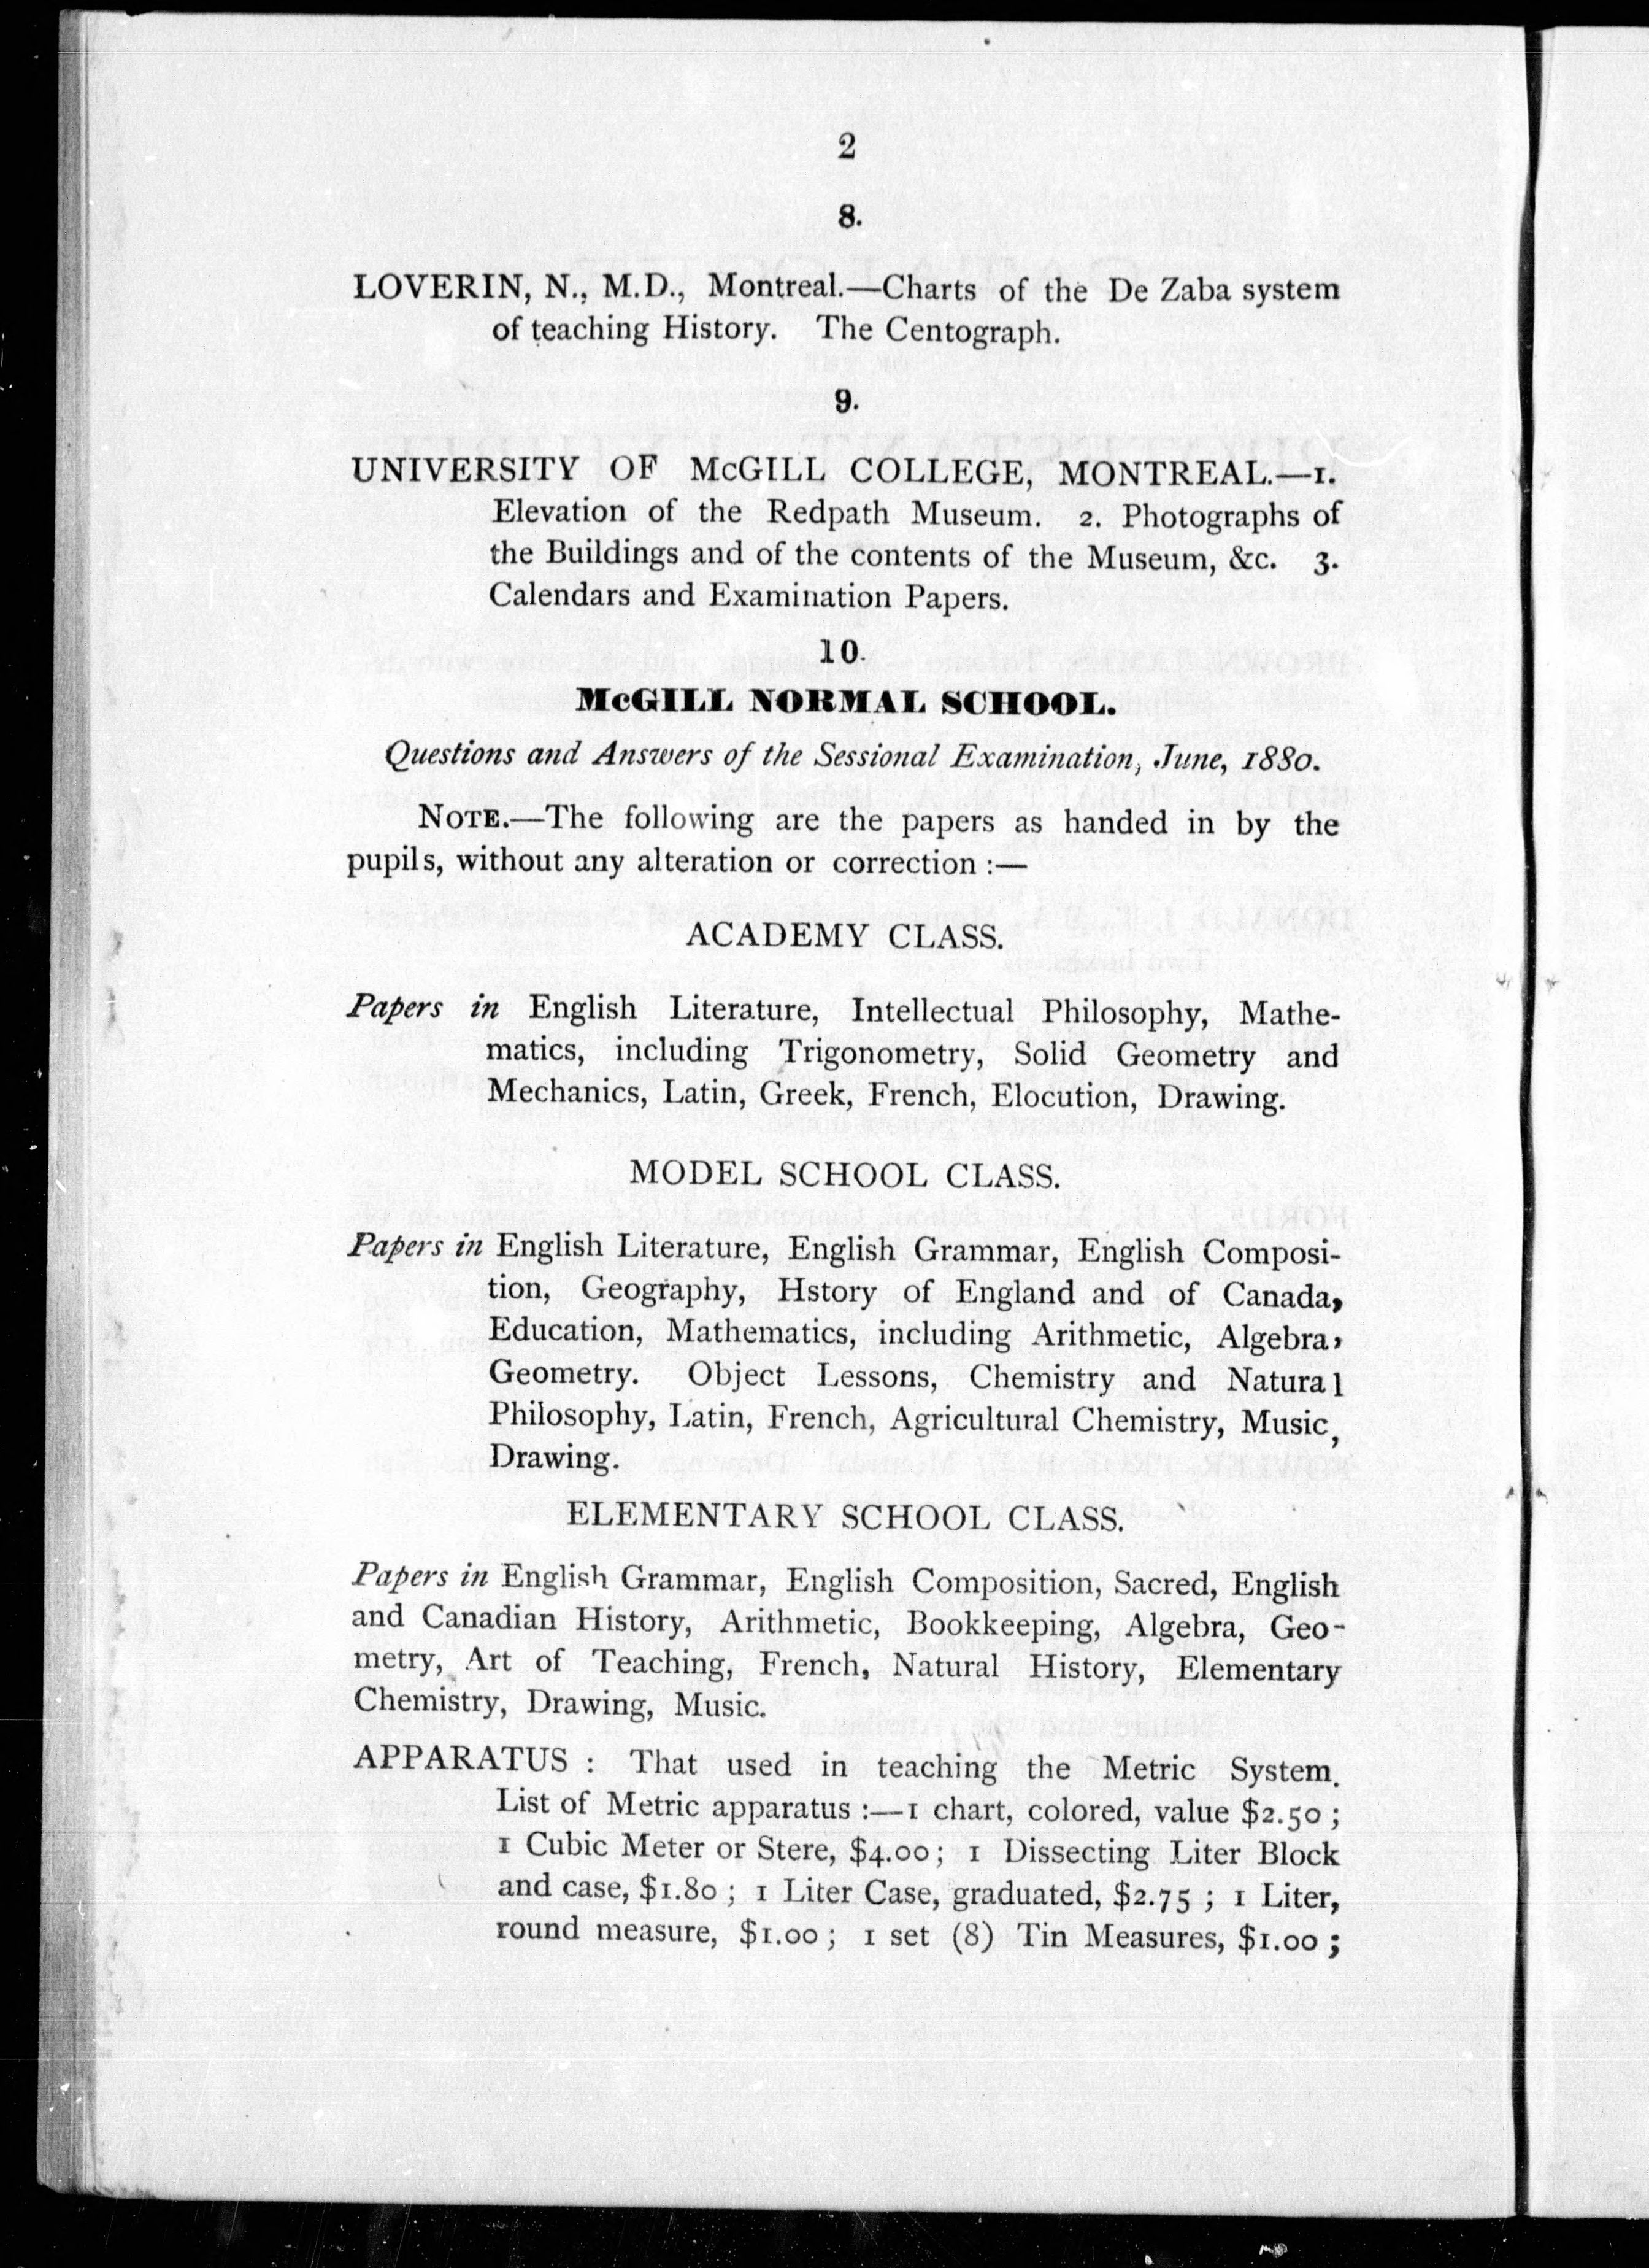 2
8.
LOVERIN, N., M.D., Montreal.—Charts of the De Zaba system
of teaching History. The Centograph.
9.
UNIVERSITY OF McGILL COLLEGE, MONTREAL.—1.
Elevation of the Redpath Museum. 2. Photographs of
the Buildings and of the contents of the Museum, &c. 3.
Calendars and Examination Papers.
10.
McGILL NORMAL SCHOOL.
Questions and Answers of the Sessional Examination, June, 1880.
NOTE.—The following are the papers as handed in by the
pupils, without any alteration or correction :—
ACADEMY CLASS.
Papers in English Literature, Intellectual Philosophy, Mathe-
matics, including Trigonometry, Solid Geometry and
Mechanics, Latin, Greek, French, Elocution, Drawing.
MODEL SCHOOL CLASS.
Papers in English Literature, English Grammar, English Composi-
tion, Geography, Hstory of England and of Canada,
Education, Mathematics, including Arithmetic, Algebra,
Geometry. Object Lessons, Chemistry and Natural
Philosophy, Latin, French, Agricultural Chemistry, Music,
Drawing.
ELEMENTARY SCHOOL CLASS.
Papers in English Grammar, English Composition, Sacred, English
and Canadian History, Arithmetic, Bookkeeping, Algebra, Geo-
metry, Art of Teaching, French, Natural History, Elementary
Chemistry, Drawing, Music.
APPARATUS : That used in teaching the Metric System.
List of Metric apparatus :—1 chart, colored, value $2.50 ;
1 Cubic Meter or Stere, $4.00 ; 1 Dissecting Liter Block
and case, $1.80 ; 1 Liter Case, graduated, $2.75 ; 1 Liter,
round measure, $1.00 ; 1 set (8) Tin Measures, $1.00 ;